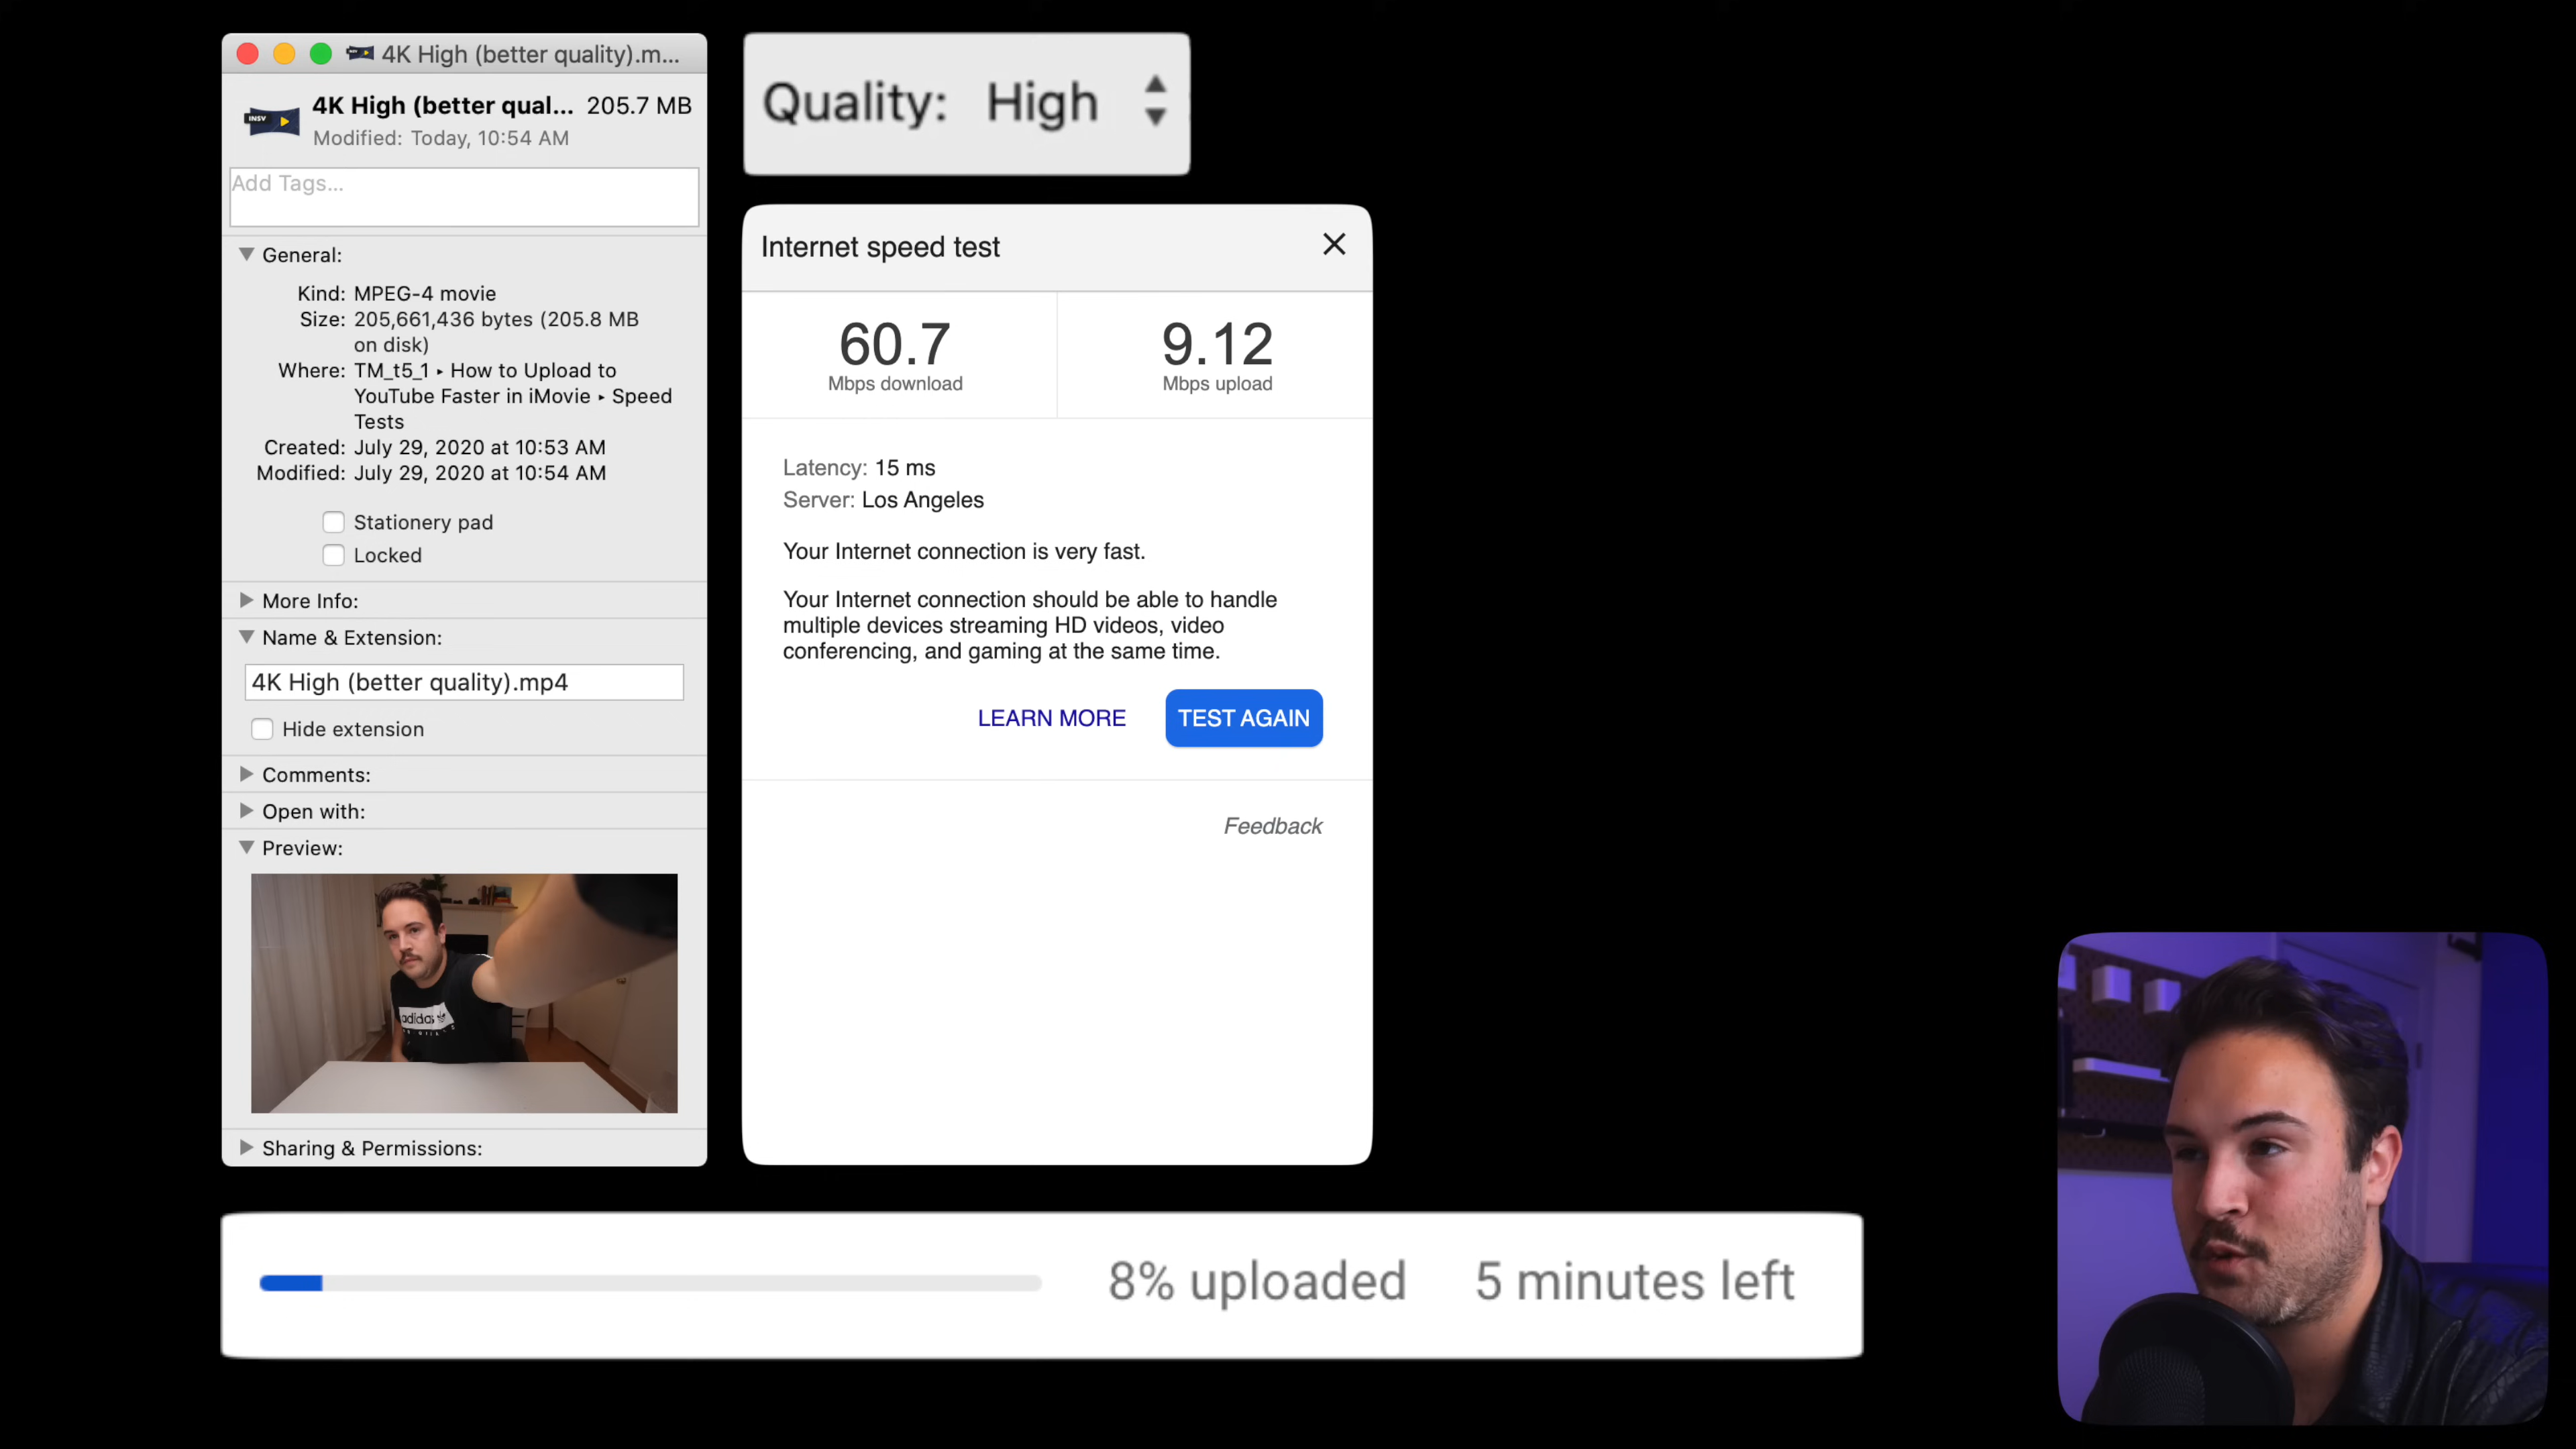 4K High (better quality).m...
INSV
4K High (better qual... 205.7 MB
Modified: Today, 10:54 AM
Add Tags...
General:
Kind: MPEG-4 movie
Size: 205,661,436 bytes (205.8 MB
on disk)
Where: TM_t5_1 ▸ How to Upload to
YouTube Faster in iMovie ▸ Speed
Tests
Created: July 29, 2020 at 10:53 AM
Modified: July 29, 2020 at 10:54 AM
Stationery pad
Locked
More Info:
Name & Extension:
4K High (better quality).mp4
Hide extension
Comments:
Open with:
Preview:
adidas
Sharing & Permissions:
Quality: High
Internet speed test
60.7 9.12
Mbps download Mbps upload
Latency: 15 ms
Server: Los Angeles
Your Internet connection is very fast.
Your Internet connection should be able to handle
multiple devices streaming HD videos, video
conferencing, and gaming at the same time.
LEARN MORE TEST AGAIN
Feedback
8% uploaded 5 minutes left